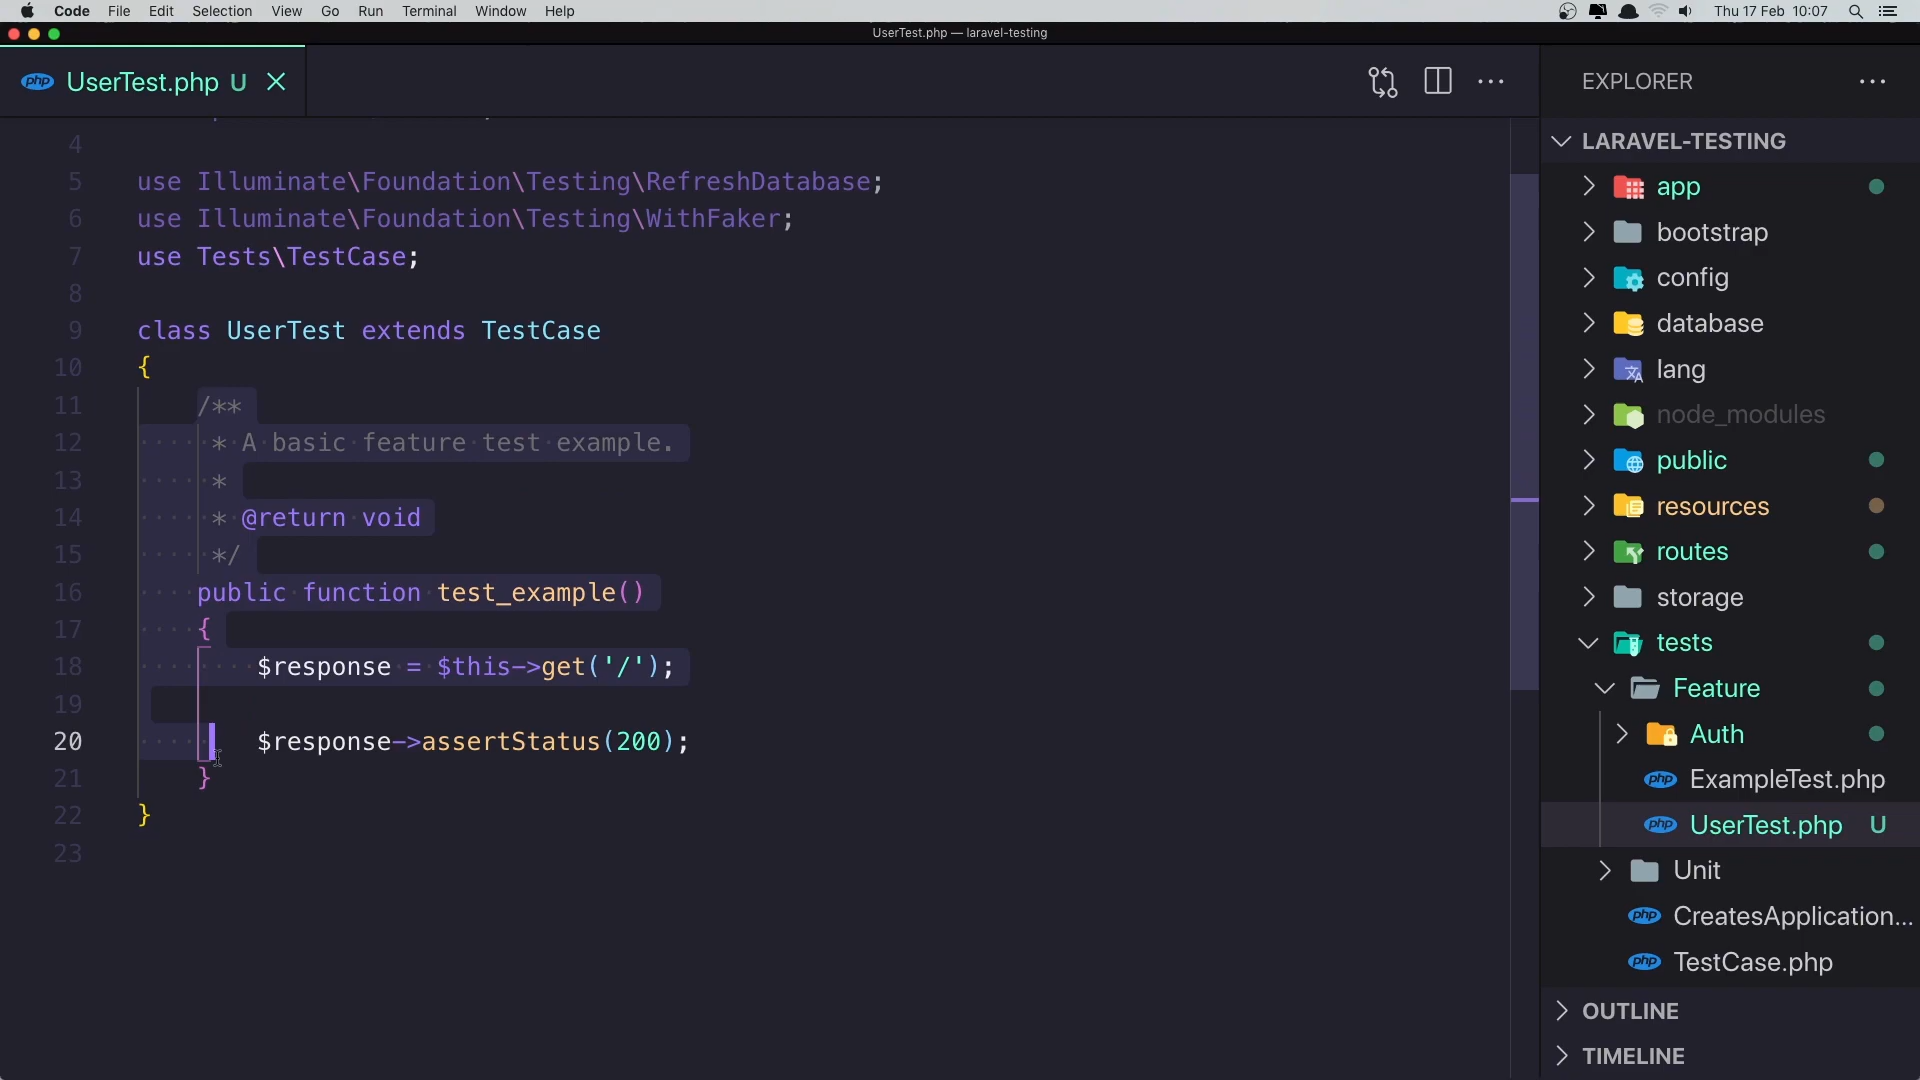 Code File Edit Selection View Go Run Terminal Window Help Thu 17 Feb 10:07
UserTest.php — laravel-testing
php UserTest.php U
EXPLORER
4
5 use Illuminate\Foundation\Testing\RefreshDatabase;
6 use Illuminate\Foundation\Testing\WithFaker;
7 use Tests\TestCase;
8
9 class UserTest extends TestCase
10 {
11 /**
12 * A basic feature test example.
13 *
14 * @return void
15 */
16 public function test_example()
17 {
18 $response = $this->get('/');
19
20 $response->assertStatus(200);
21 }
22 }
23
LARAVEL-TESTING
app
bootstrap
config
database
lang
node_modules
public
resources
routes
storage
tests
Feature
Auth
php ExampleTest.php
php UserTest.php U
Unit
php CreatesApplication...
php TestCase.php
OUTLINE
TIMELINE